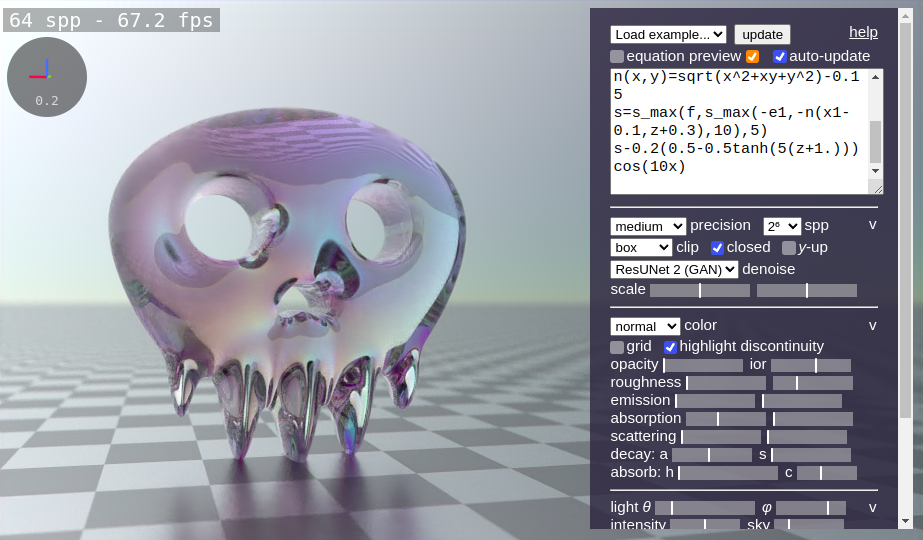 64 spp - 67.2 fps
0.2
Load example... update help
equation preview auto-update
n(x,y)=sqrt(x^2+xy+y^2)-0.1
5
s=s_max(f,s_max(-e1,-n(x1-
0.1,z+0.3),10),5)
s-0.2(0.5-0.5tanh(5(z+1.)))
cos(10x)
medium precision 2⁶ spp v
box clip closed y-up
ResUNet 2 (GAN) denoise
scale
normal color v
grid highlight discontinuity
opacity ior
roughness
emission
absorption
scattering
decay: a s
absorb: h c
light θ φ v
intensity sky